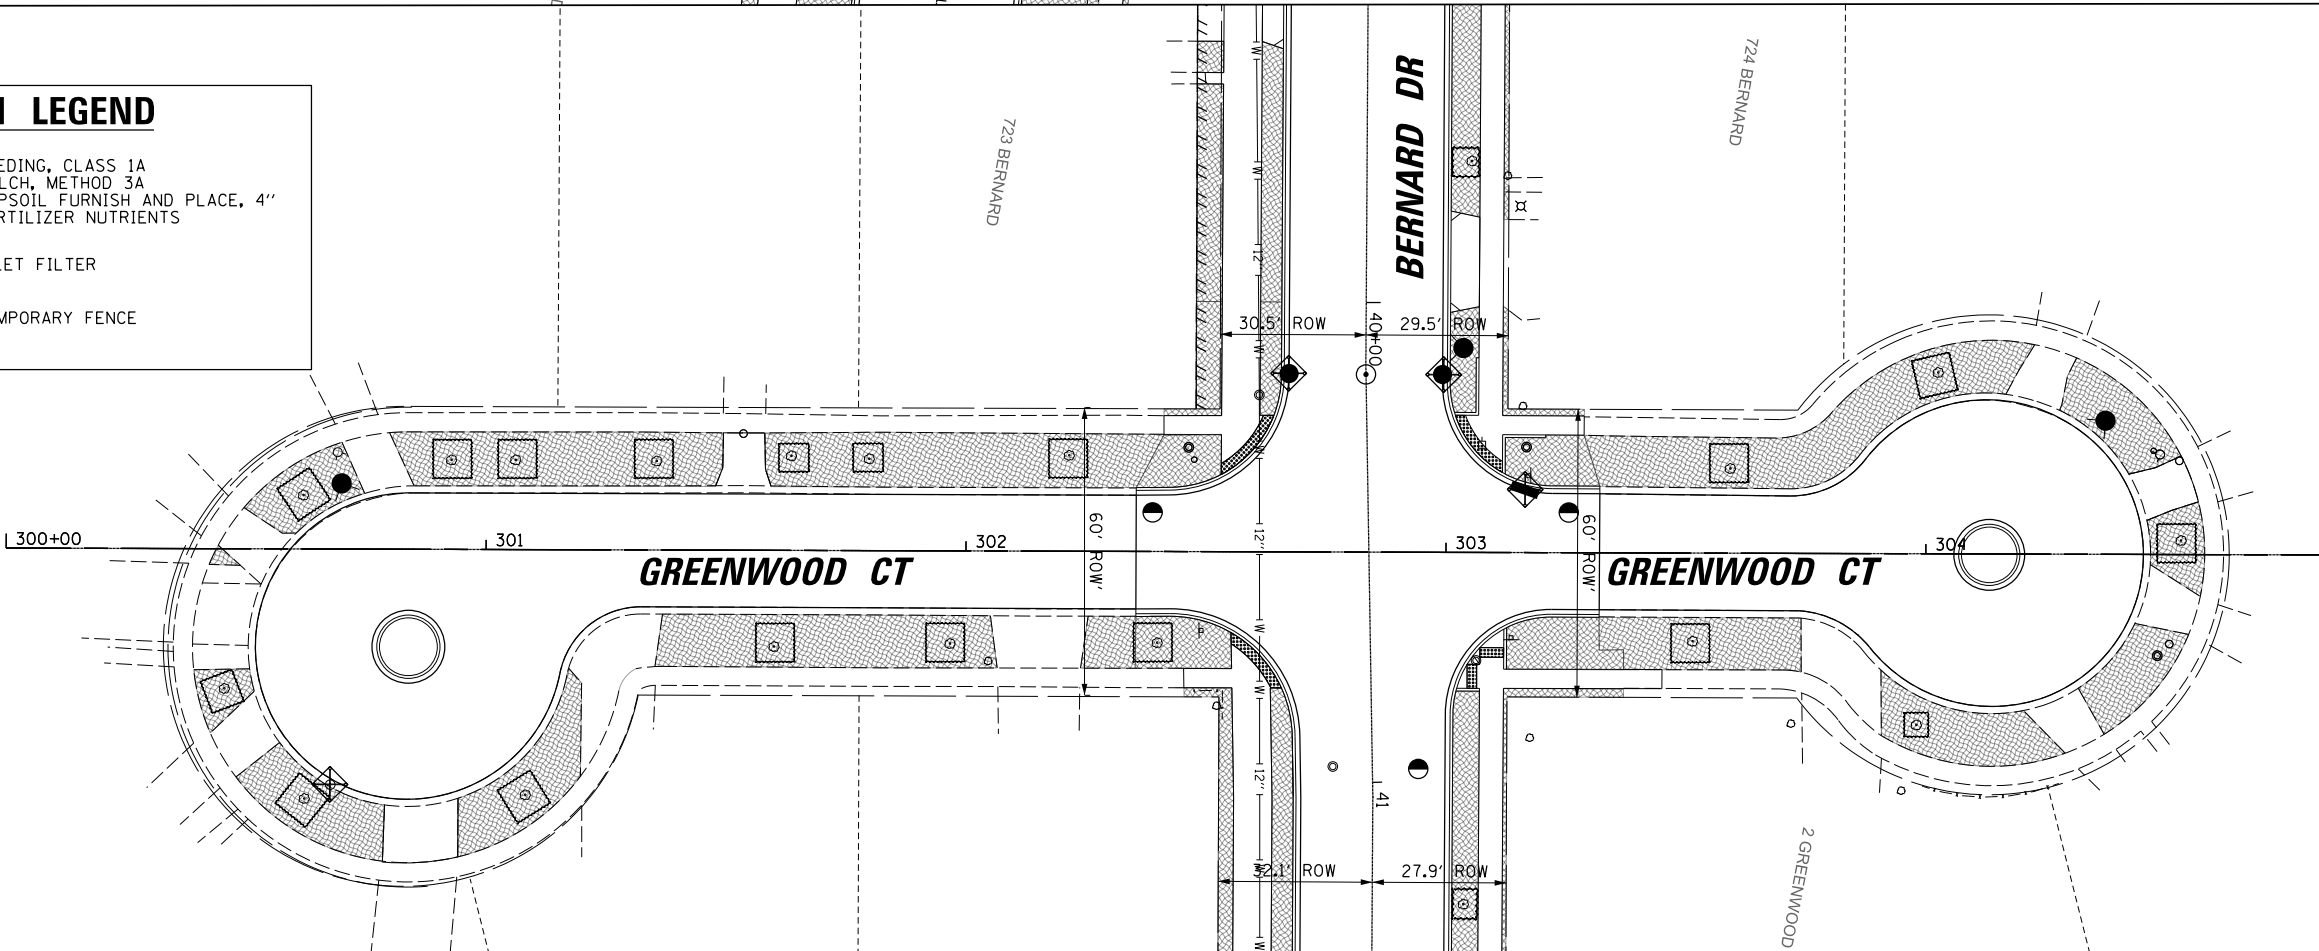 LEGEND
EDING, CLASS 1A
LCH, METHOD 3A
PSOIL FURNISH AND PLACE, 4''
RTILIZER NUTRIENTS
LET FILTER
MPORARY FENCE
723 BERNARD
BERNARD DR
724 BERNARD
W
W
12''
W
30.5' ROW
40+00
29.5' ROW
W
300+00
301
302
303
304
60' ROW'
12''
60' ROW'
GREENWOOD CT
GREENWOOD CT
W
W
12''
41
W
ROW
27.9' ROW
W
2 GREENWOOD